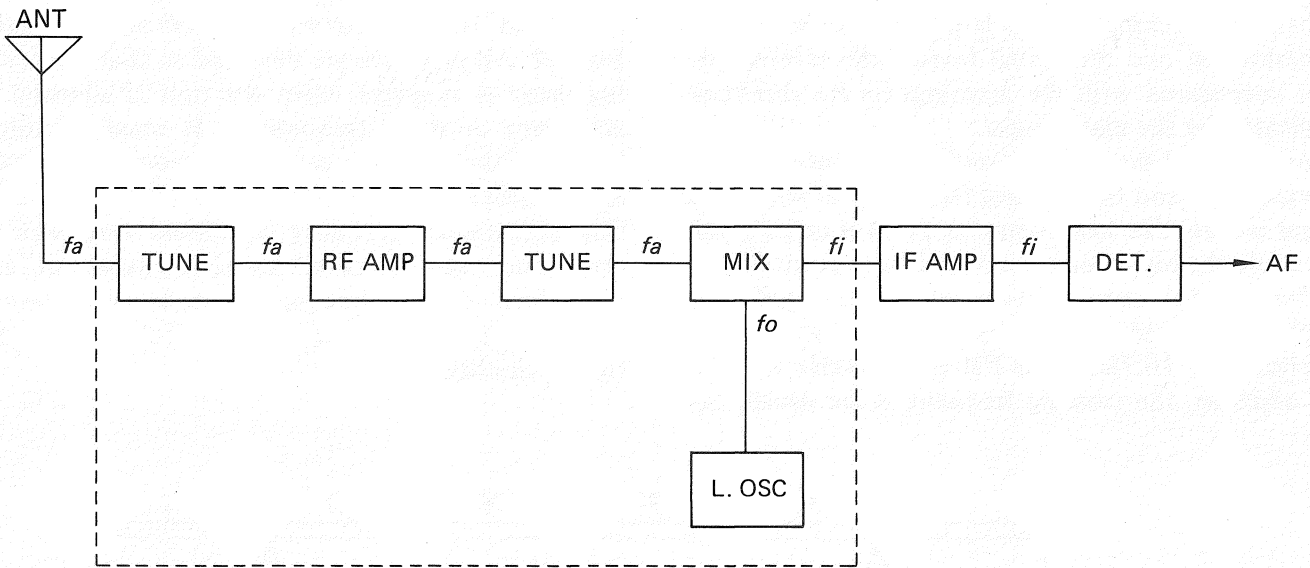 ANT
fa
TUNE
fa
RF AMP
fa
TUNE
fa
MIX
fi
IF AMP
fi
DET.
AF
fo
L. OSC